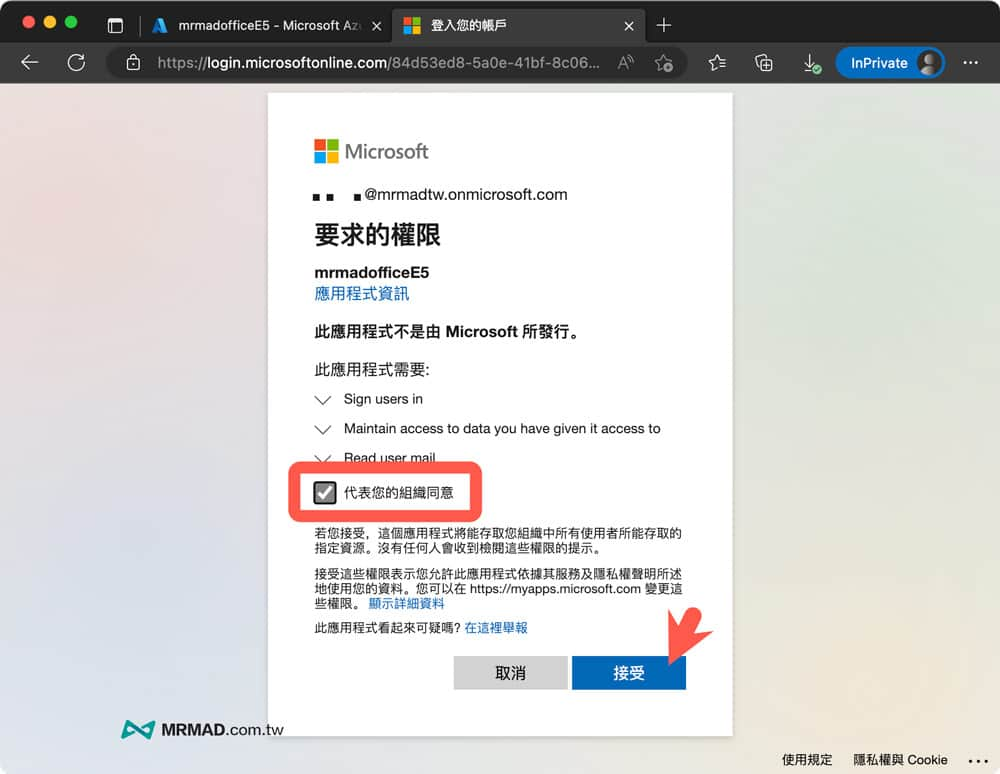 mrmadofficeE5 - Microsoft Azu
登入您的帳戶
https://login.microsoftonline.com/84d53ed8-5a0e-41bf-8c06...
InPrivate
Microsoft
@mrmadtw.onmicrosoft.com
要求的權限
mrmadofficeE5
應用程式資訊
此應用程式不是由 Microsoft 所發行。
此應用程式需要:
Sign users in
Maintain access to data you have given it access to
Read user mail
代表您的組織同意
若您接受，這個應用程式將能存取您組織中所有使用者所能存取的
指定資源。沒有任何人會收到檢閱這些權限的提示。
接受這些權限表示您允許此應用程式依據其服務及隱私權聲明所述
地使用您的資料。您可以在 https://myapps.microsoft.com 變更這
些權限。 顯示詳細資料
此應用程式看起來可疑嗎? 在這裡舉報
取消
接受
MRMAD.com.tw
使用規定
隱私權與 Cookie